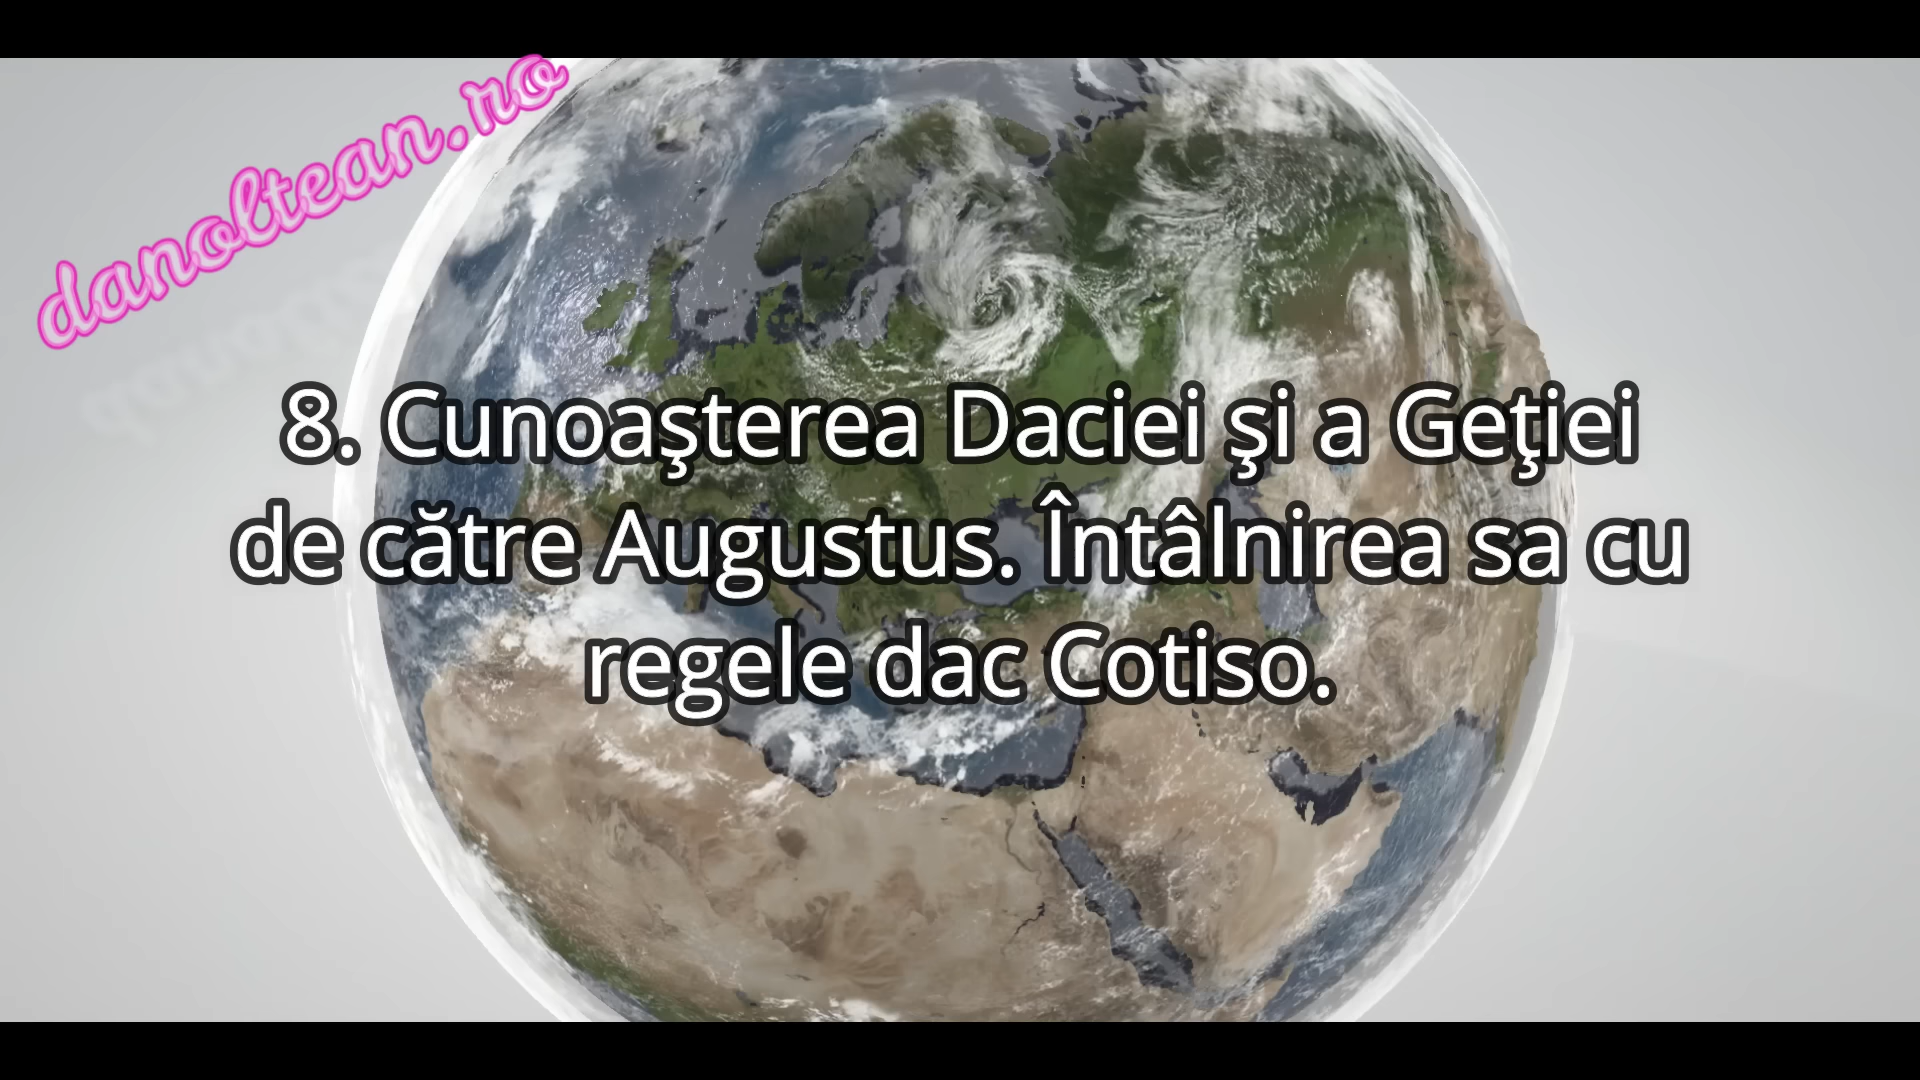 danoltean.ro
8. Cunoaşterea Daciei şi a Geţiei
de către Augustus. Întâlnirea sa cu
regele dac Cotiso.